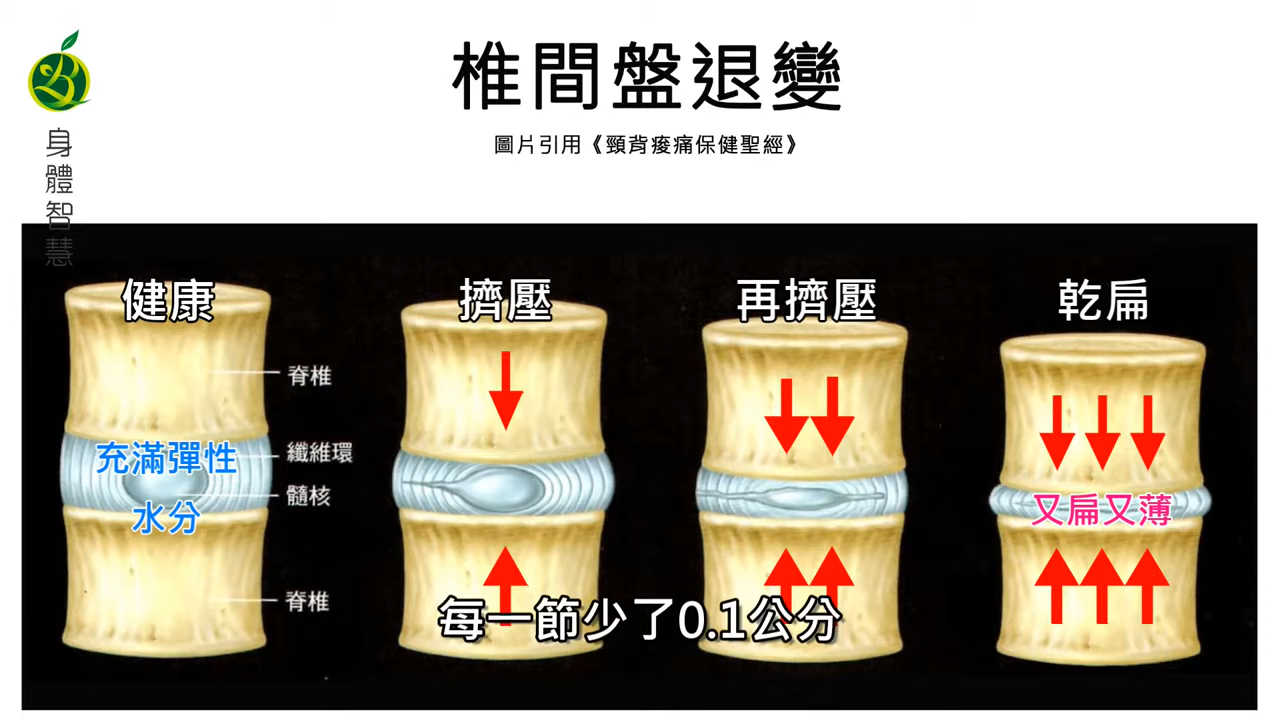 椎間盤退變
圖片引用《頸背痠痛保健聖經》
身體智慧
健康
擠壓
再擠壓
乾扁
脊椎
纖維環
髓核
脊椎
充滿彈性
水分
又扁又薄
每一節少了0.1公分